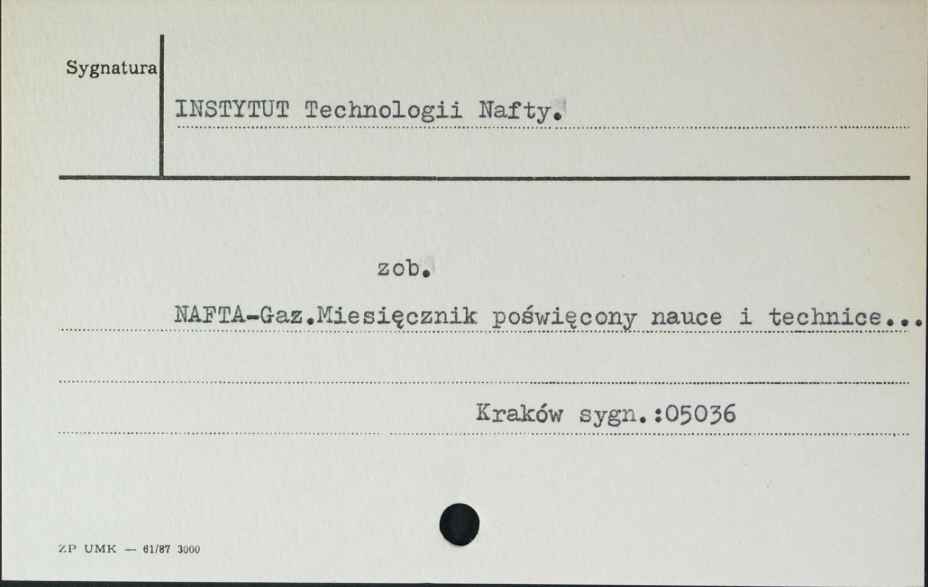 Sygnatura
INSTYTUT Technologii Nafty.
zob.
NAFTA-Gaz.Miesięcznik poświęcony nauce i technice...
Kraków sygn.:05036
ZP UMK — 61/87 3000